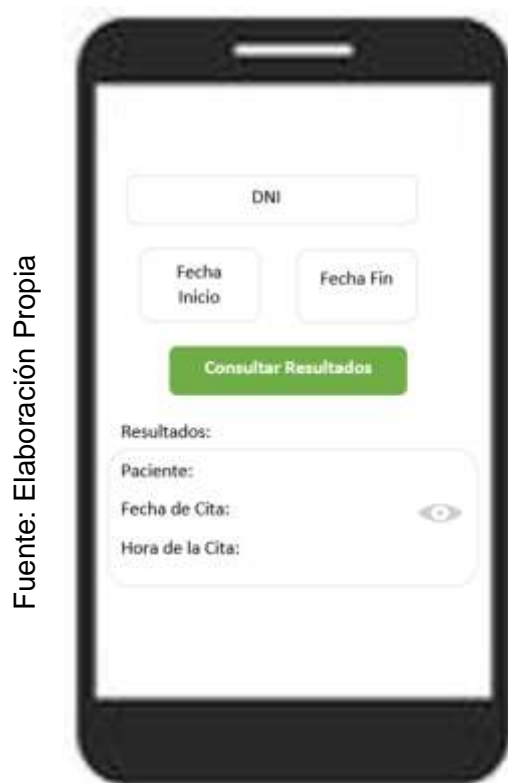 Fuente: Elaboración Propia
DNI
Fecha
Inicio
Fecha Fin
Consultar Resultados
Resultados:
Paciente:
Fecha de Cita:
Hora de la Cita: